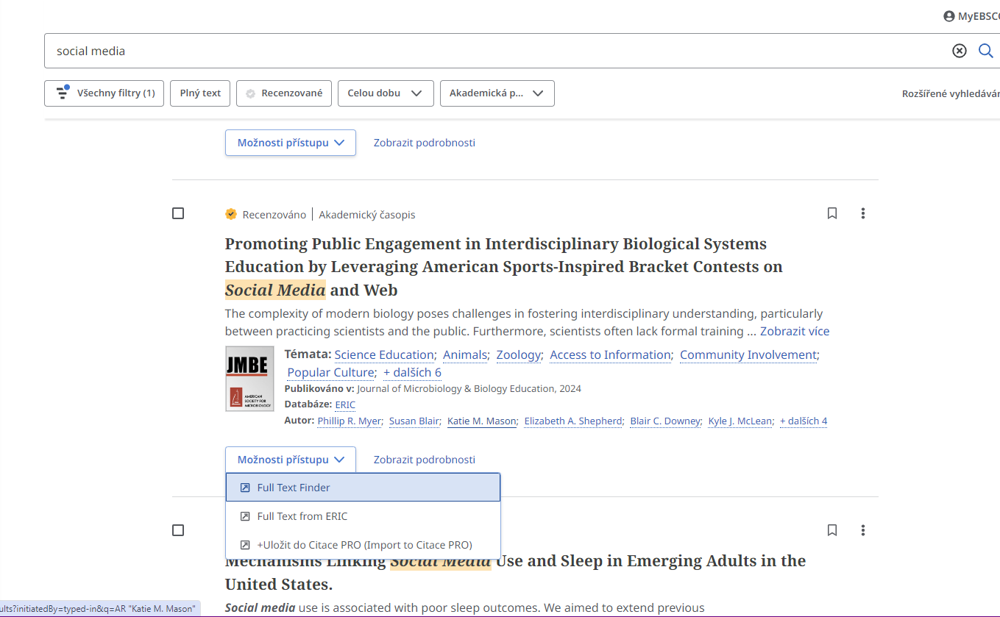 MyEBSCO
social media
Všechny filtry (1)
Plný text
Recenzované
Celou dobu
Akademická p...
Rozšířené vyhledáván
Možnosti přístupu
Zobrazit podrobnosti
Recenzováno | Akademický časopis
Promoting Public Engagement in Interdisciplinary Biological Systems
Education by Leveraging American Sports-Inspired Bracket Contests on
Social Media and Web
The complexity of modern biology poses challenges in fostering interdisciplinary understanding, particularly
between practicing scientists and the public. Furthermore, scientists often lack formal training ... Zobrazit více
JMBE
AMERICAN
SOCIETY FOR
MICROBIOLOGY
Témata: Science Education; Animals; Zoology; Access to Information; Community Involvement;
Popular Culture; + dalších 6
Publikováno v: Journal of Microbiology & Biology Education, 2024
Databáze: ERIC
Autor: Phillip R. Myer; Susan Blair; Katie M. Mason; Elizabeth A. Shepherd; Blair C. Downey; Kyle J. McLean; + dalších 4
Možnosti přístupu
Zobrazit podrobnosti
Full Text Finder
Full Text from ERIC
+Uložit do Citace PRO (Import to Citace PRO)
Mechanisms Linking Social Media Use and Sleep in Emerging Adults in the
United States.
Social media use is associated with poor sleep outcomes. We aimed to extend previous
ults?initiatedBy=typed-in&q=AR "Katie M. Mason"